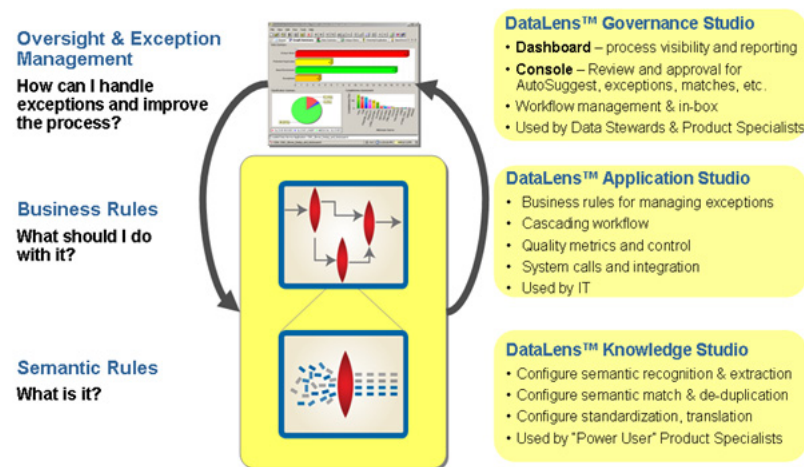 Oversight & Exception
Management
How can I handle
exceptions and improve
the process?
Business Rules
What should I do
with it?
Semantic Rules
What is it?
DataLens™ Governance Studio
• Dashboard – process visibility and reporting
• Console – Review and approval for
AutoSuggest, exceptions, matches, etc.
• Workflow management & in-box
• Used by Data Stewards & Product Specialists
DataLens™ Application Studio
• Business rules for managing exceptions
• Cascading workflow
• Quality metrics and control
• System calls and integration
• Used by IT
DataLens™ Knowledge Studio
• Configure semantic recognition & extraction
• Configure semantic match & de-duplication
• Configure standardization, translation
• Used by “Power User” Product Specialists